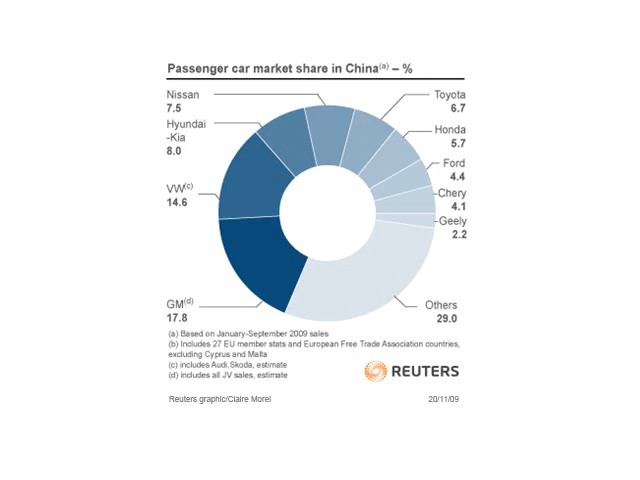 Passenger car market share in China(a) – %
Nissan
7.5
Hyundai
-Kia
8.0
VW(c)
14.6
GM(d)
17.8
Toyota
6.7
Honda
5.7
Ford
4.4
Chery
4.1
Geely
2.2
Others
29.0
(a) Based on January-September 2009 sales
(b) Includes 27 EU member stats and European Free Trade Association countries,
excluding Cyprus and Malta
(c) includes Audi,Skoda, estimate
(d) includes all JV sales, estimate
REUTERS
Reuters graphic/Claire Morel
20/11/09